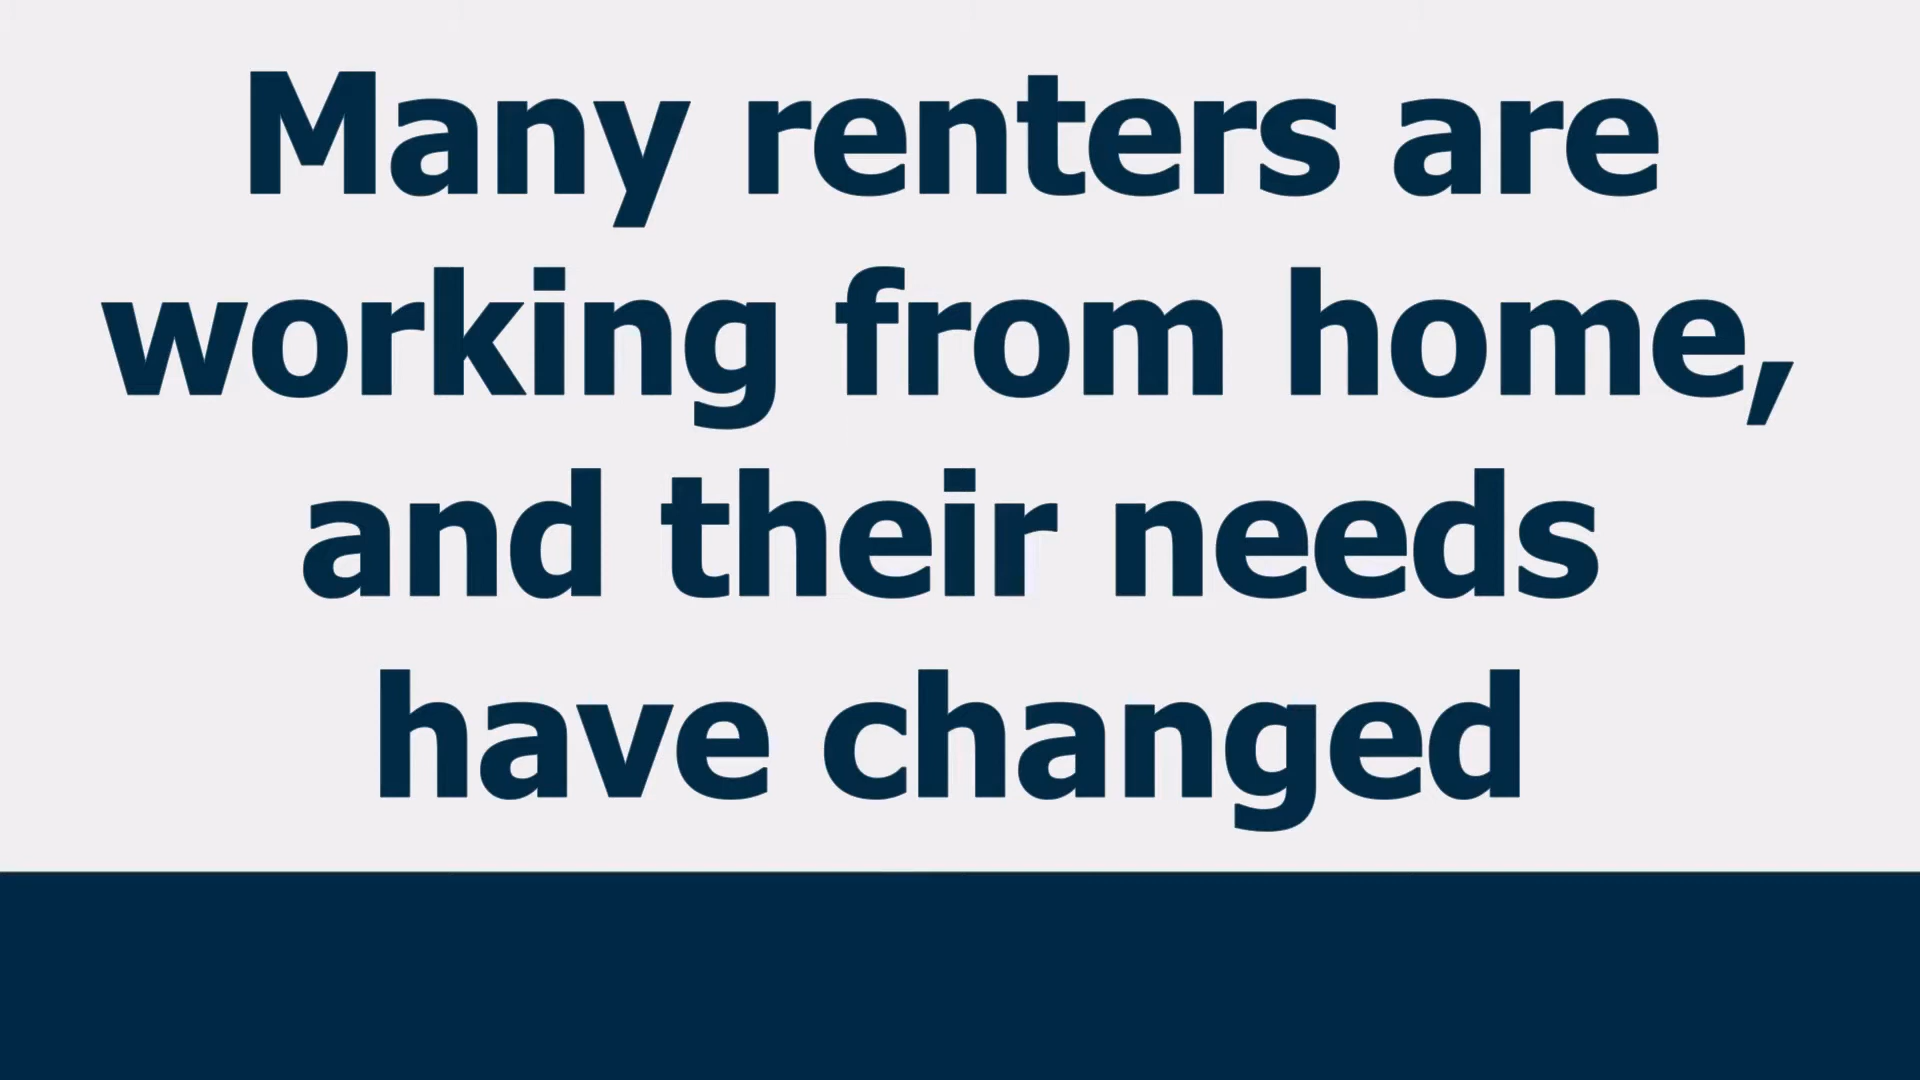 Many renters are
working from home,
and their needs
have changed